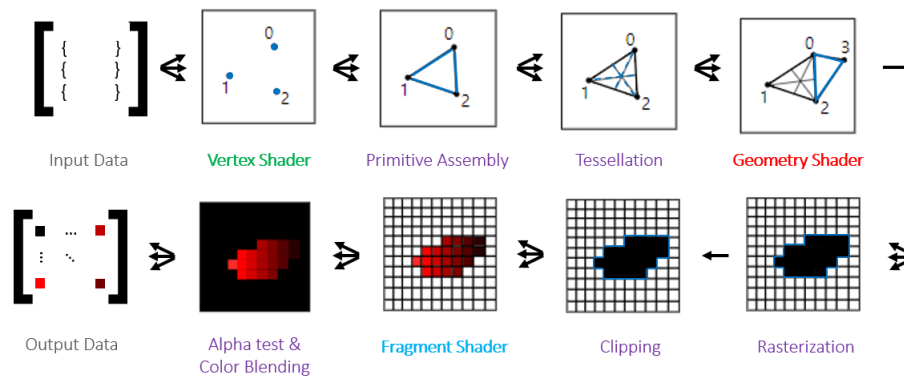 { }
{ }
{ }
0
1
2
0
1
2
0
1
2
0
3
1
2
Input Data
Vertex Shader
Primitive Assembly
Tessellation
Geometry Shader
... 
⋮ ⋱
Output Data
Alpha test &
Color Blending
Fragment Shader
Clipping
Rasterization